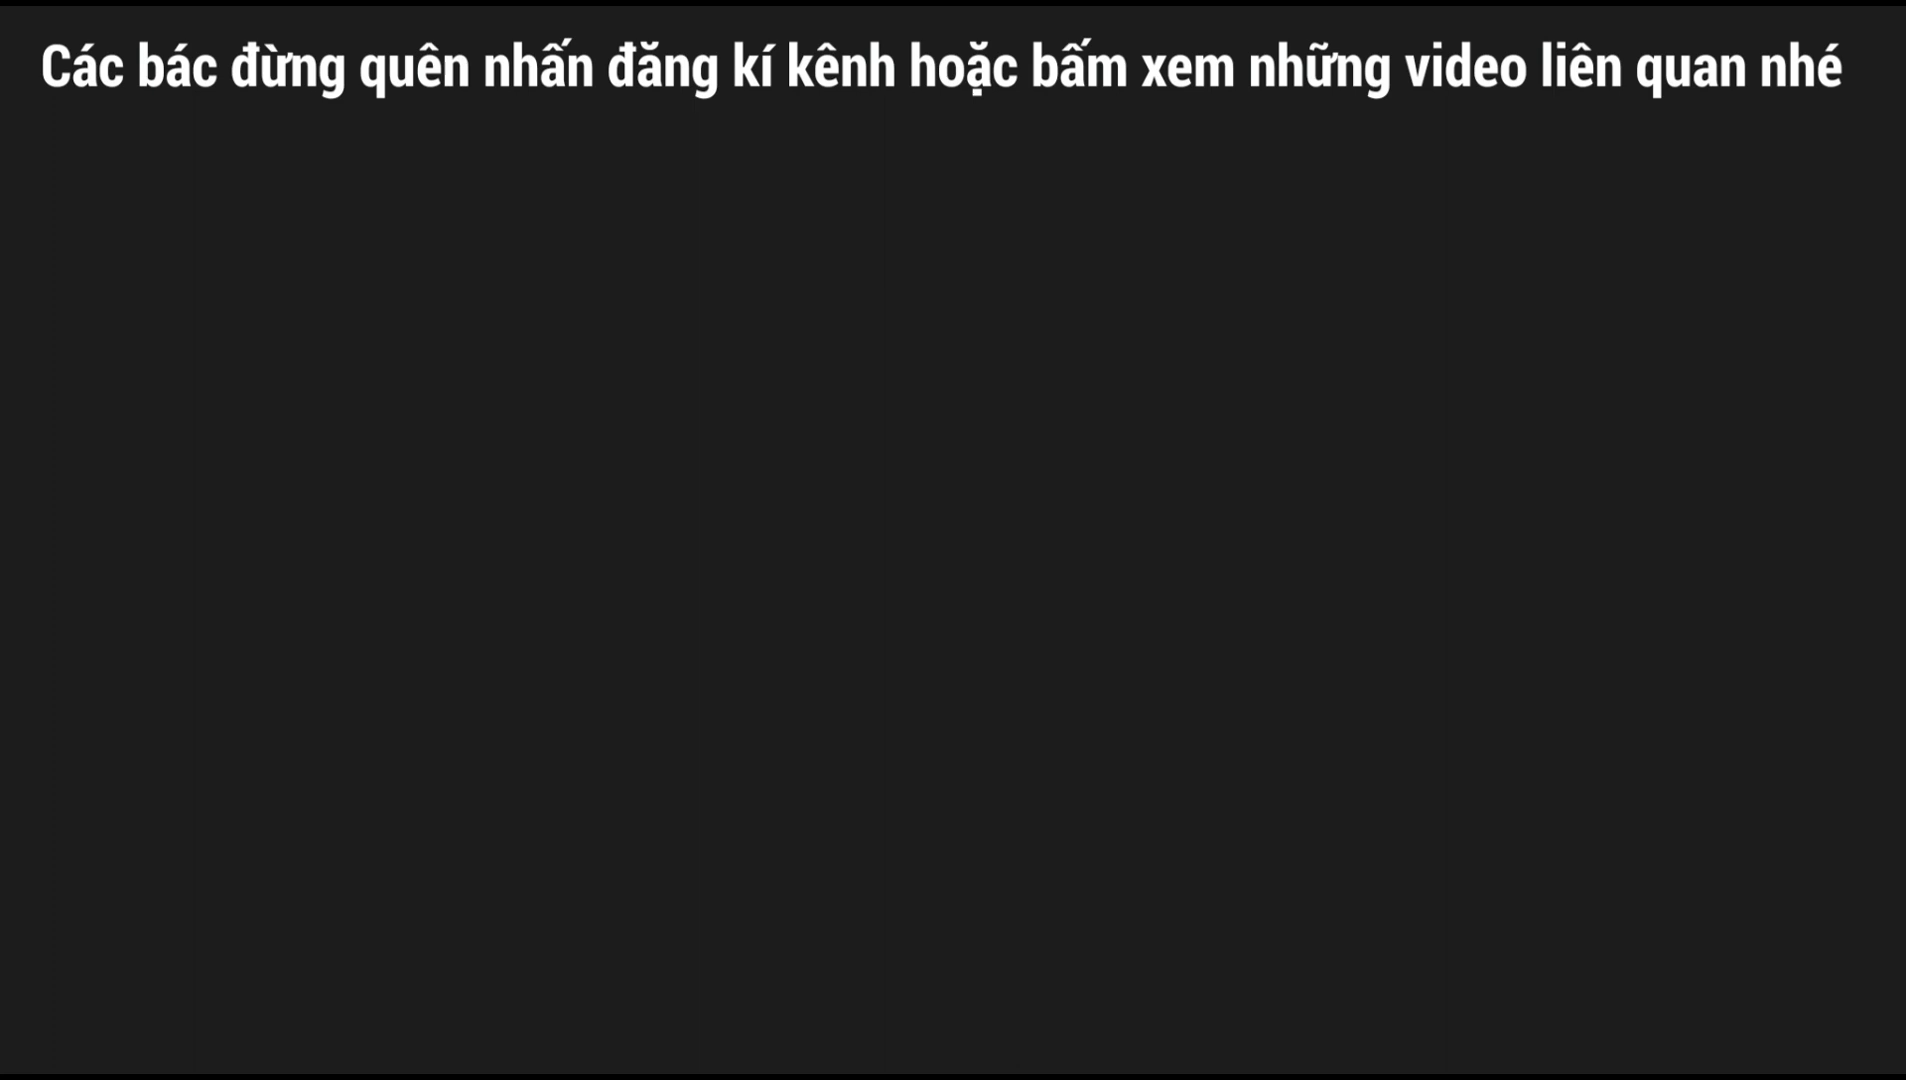 Các bác đừng quên nhấn đăng kí kênh hoặc bấm xem những video liên quan nhé